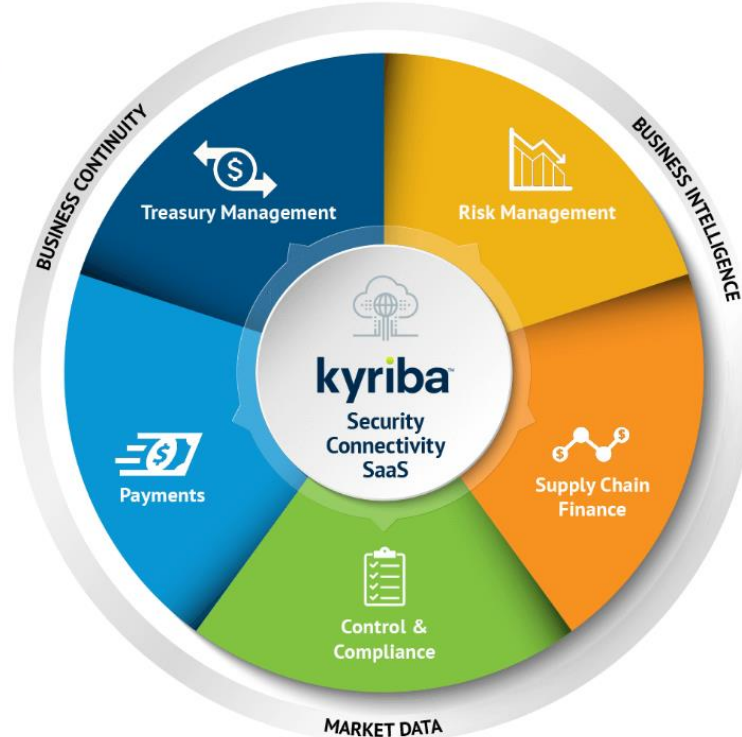 BUSINESS CONTINUITY
BUSINESS INTELLIGENCE
$
Treasury Management
Risk Management
kyriba™
Security
Connectivity
SaaS
$
Payments
$
$
Supply Chain
Finance
Control &
Compliance
MARKET DATA